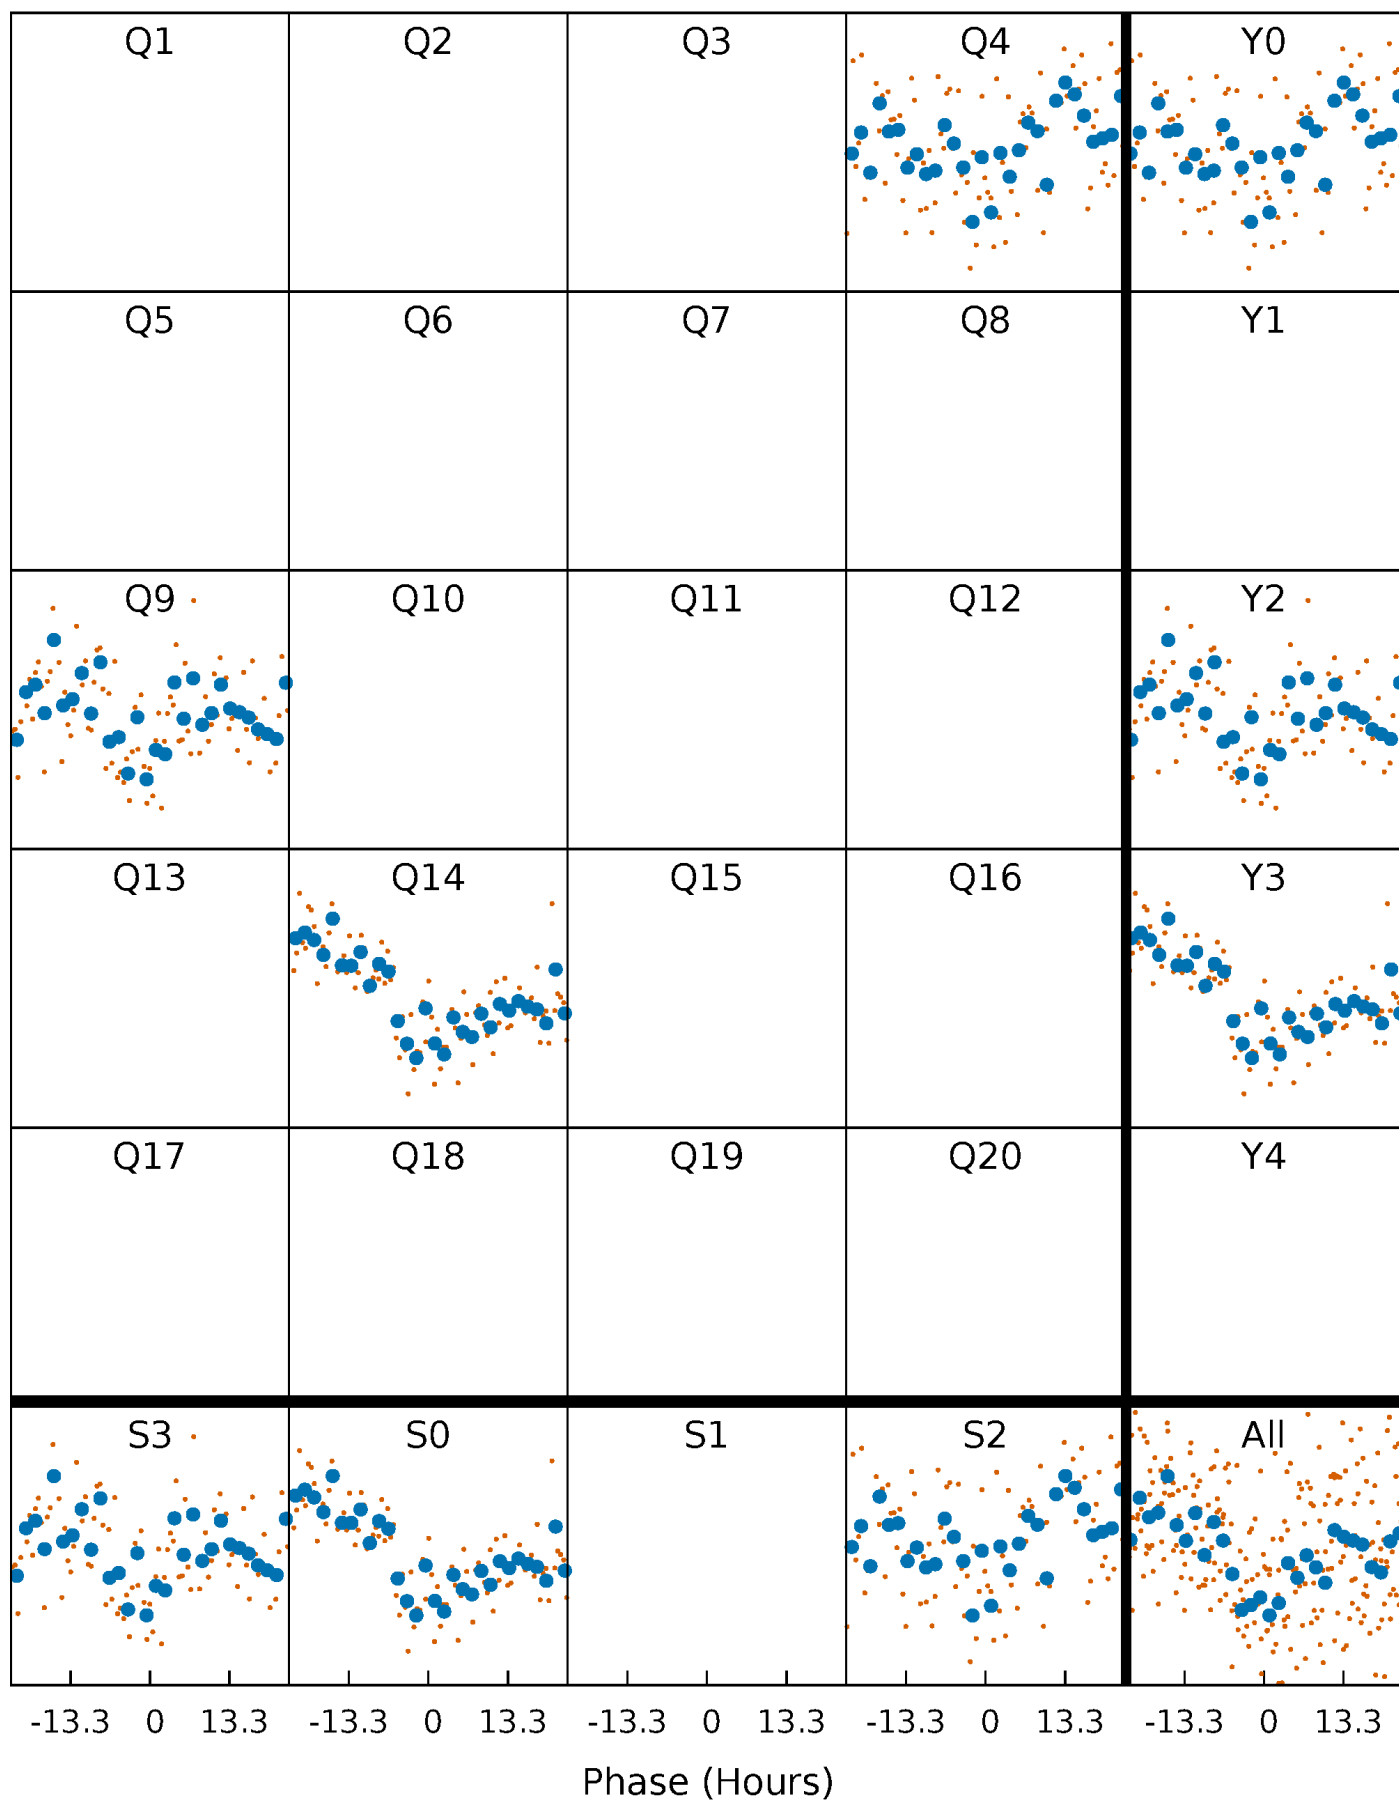 Q1 Q2 Q3 Q4 Y0
Q5 Q6 Q7 Q8 Y1
Q9 Q10 Q11 Q12 Y2
Q13 Q14 Q15 Q16 Y3
Q17 Q18 Q19 Q20 Y4
S3 S0 S1 S2 All
-13.3 0 13.3 -13.3 0 13.3 -13.3 0 13.3 -13.3 0 13.3 -13.3 0 13.3
Phase (Hours)